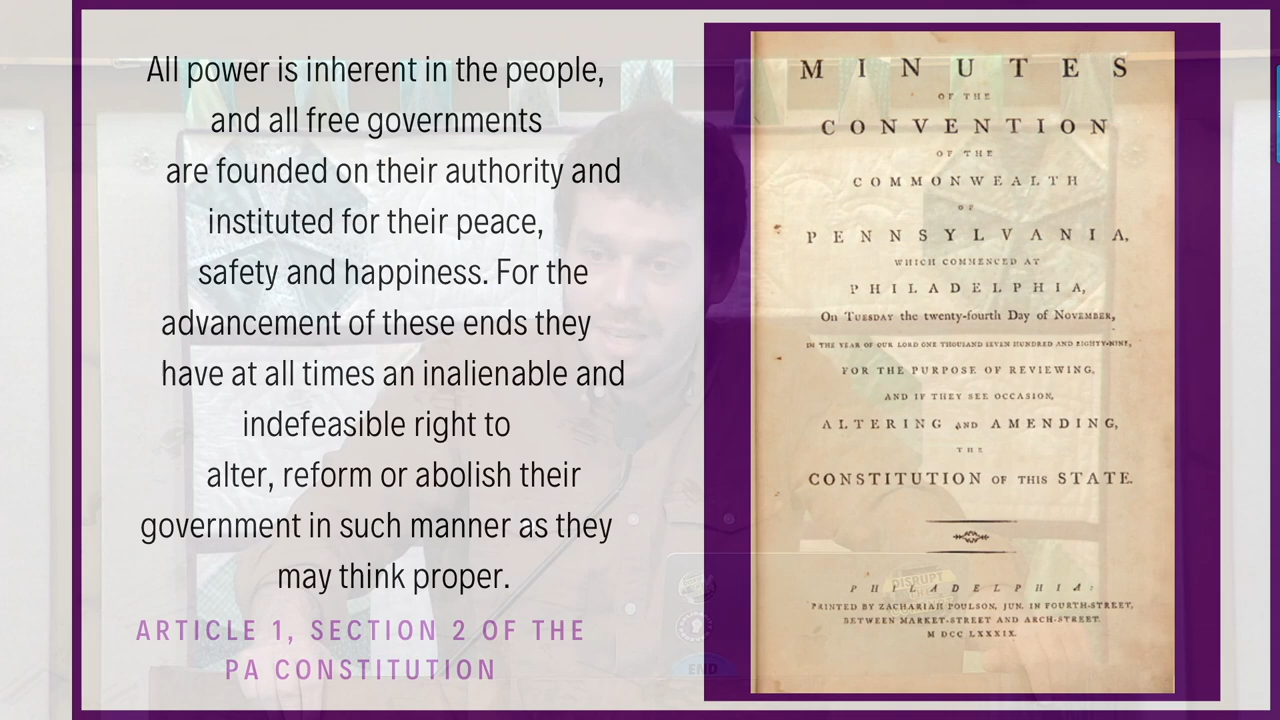 All power is inherent in the people,
and all free governments
are founded on their authority and
instituted for their peace,
safety and happiness. For the
advancement of these ends they
have at all times an inalienable and
indefeasible right to
alter, reform or abolish their
government in such manner as they
may think proper.
ARTICLE 1, SECTION 2 OF THE
PA CONSTITUTION
MINUTES
OF THE
CONVENTION
OF THE
COMMONWEALTH
OF
PENNSYLVANIA,
WHICH COMMENCED AT
PHILADELPHIA,
On TUESDAY the twenty-fourth Day of NOVEMBER,
IN THE YEAR OF OUR LORD ONE THOUSAND SEVEN HUNDRED AND EIGHTY-NINE,
FOR THE PURPOSE OF REVIEWING,
AND IF THEY SEE OCCASION,
ALTERING AND AMENDING,
THE
CONSTITUTION OF THIS STATE.
PHILADELPHIA:
PRINTED BY ZACHARIAH POULSON, JUN. IN FOURTH-STREET,
BETWEEN MARKET-STREET AND ARCH-STREET.
M DCC LXXXIX.
DISRUPT
END